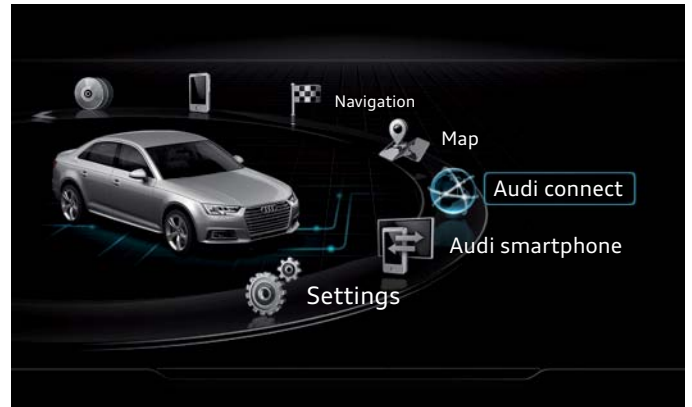 Navigation
Map
Audi connect
Audi smartphone
Settings